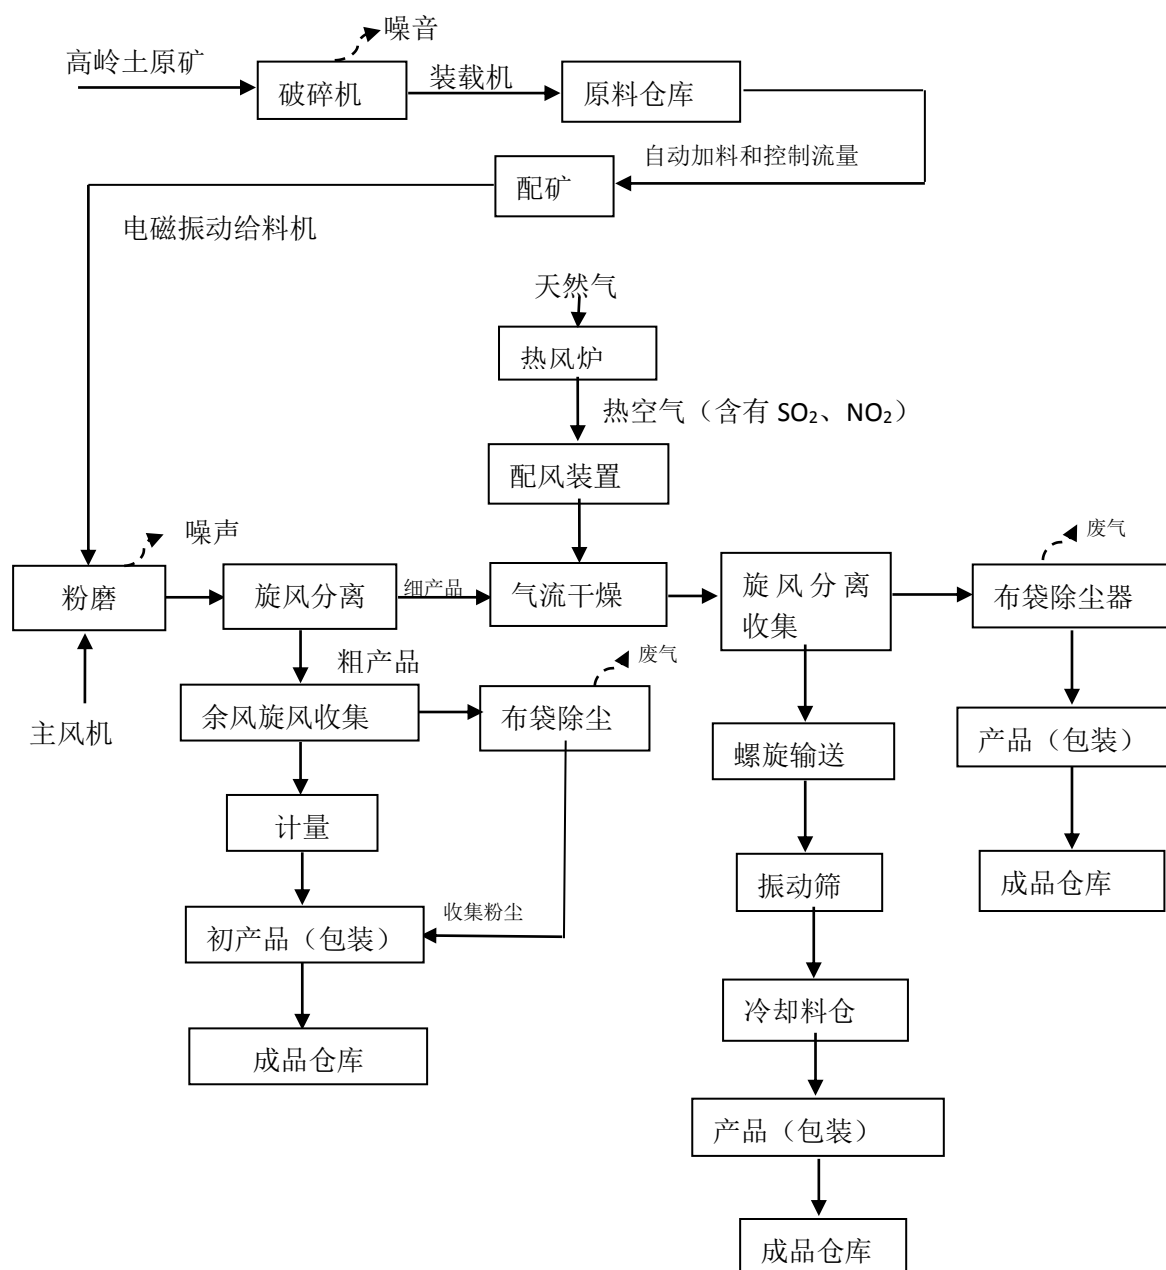 噪音
高岭土原矿
装载机
破碎机
原料仓库
自动加料和控制流量
配矿
电磁振动给料机
天然气
热风炉
热空气（含有 SO₂、NO₂）
配风装置
噪声
废气
粉磨
旋风分离
细产品
气流干燥
旋风分离
收集
布袋除尘器
粗产品
废气
余风旋风收集
布袋除尘
主风机
螺旋输送
产品（包装）
计量
振动筛
成品仓库
收集粉尘
初产品（包装）
冷却料仓
成品仓库
产品（包装）
成品仓库